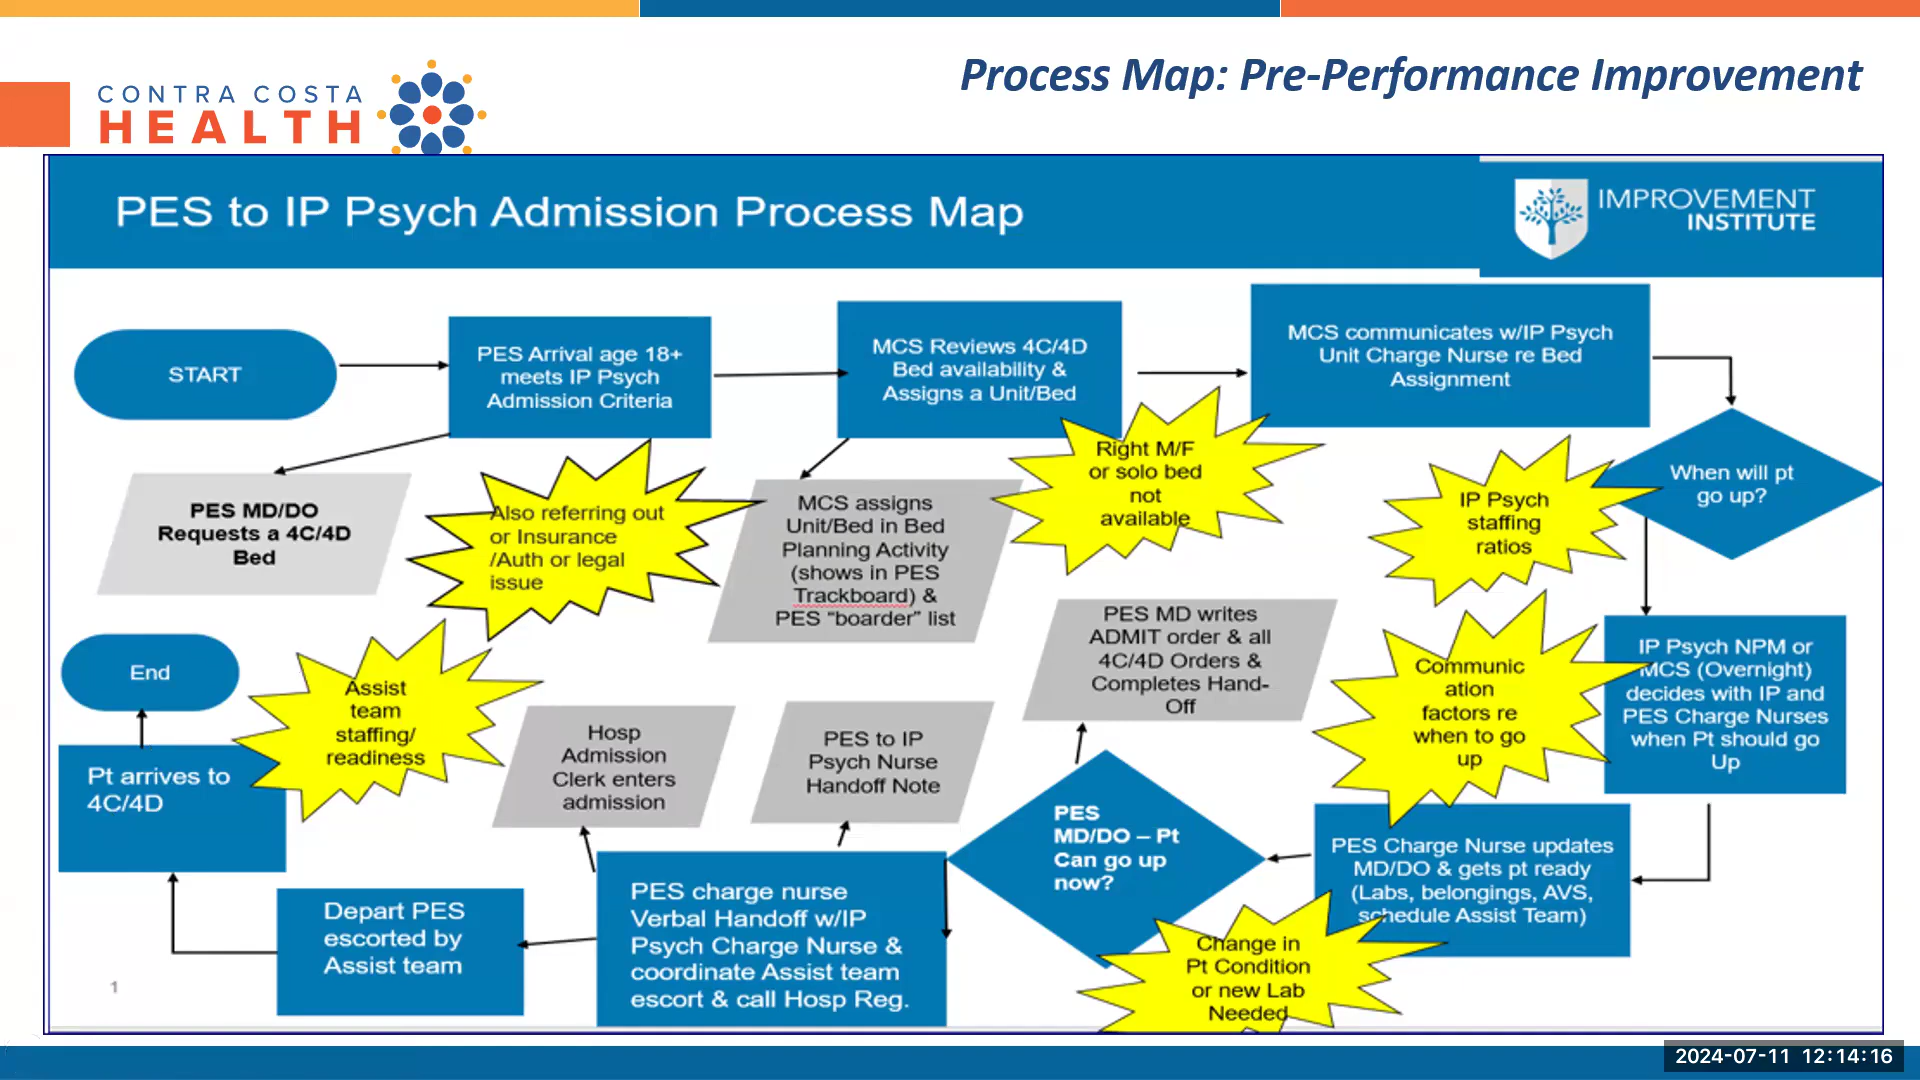 Process Map: Pre-Performance Improvement
CONTRA COSTA
HEALTH
PES to IP Psych Admission Process Map
IMPROVEMENT
INSTITUTE
START
PES Arrival age 18+
meets IP Psych
Admission Criteria
MCS Reviews 4C/4D
Bed availability &
Assigns a Unit/Bed
MCS communicates w/IP Psych
Unit Charge Nurse re Bed
Assignment
When will pt
go up?
PES MD/DO
Requests a 4C/4D
Bed
Also referring out
or Insurance
/Auth or legal
issue
MCS assigns
Unit/Bed in Bed
Planning Activity
(shows in PES
Trackboard) &
PES “boarder” list
Right M/F
or solo bed
not
available
IP Psych
staffing
ratios
PES MD writes
ADMIT order & all
4C/4D Orders &
Completes Hand-
Off
Communic
ation
factors re
when to go
up
IP Psych NPM or
MCS (Overnight)
decides with IP and
PES Charge Nurses
when Pt should go
Up
End
Assist
team
staffing/
readiness
Hosp
Admission
Clerk enters
admission
PES to IP
Psych Nurse
Handoff Note
Pt arrives to
4C/4D
PES
MD/DO – Pt
Can go up
now?
PES Charge Nurse updates
MD/DO & gets pt ready
(Labs, belongings, AVS,
schedule Assist Team)
Depart PES
escorted by
Assist team
PES charge nurse
Verbal Handoff w/IP
Psych Charge Nurse &
coordinate Assist team
escort & call Hosp Reg.
Change in
Pt Condition
or new Lab
Needed
1
2024-07-11 12:14:16